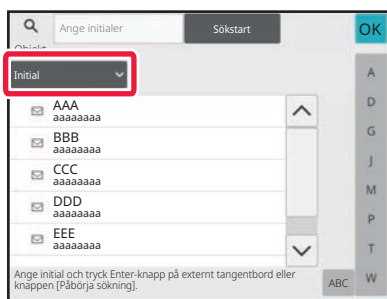 Ange initialer
Sökstart
OK
Objekt
Initial
A
D
G
J
M
P
T
W
AAA
aaaaaaaa
BBB
aaaaaaaa
CCC
aaaaaaaa
DDD
aaaaaaaa
EEE
aaaaaaaa
Ange initial och tryck Enter-knapp på externt tangentbord eller
knappen [Påbörja sökning].
ABC